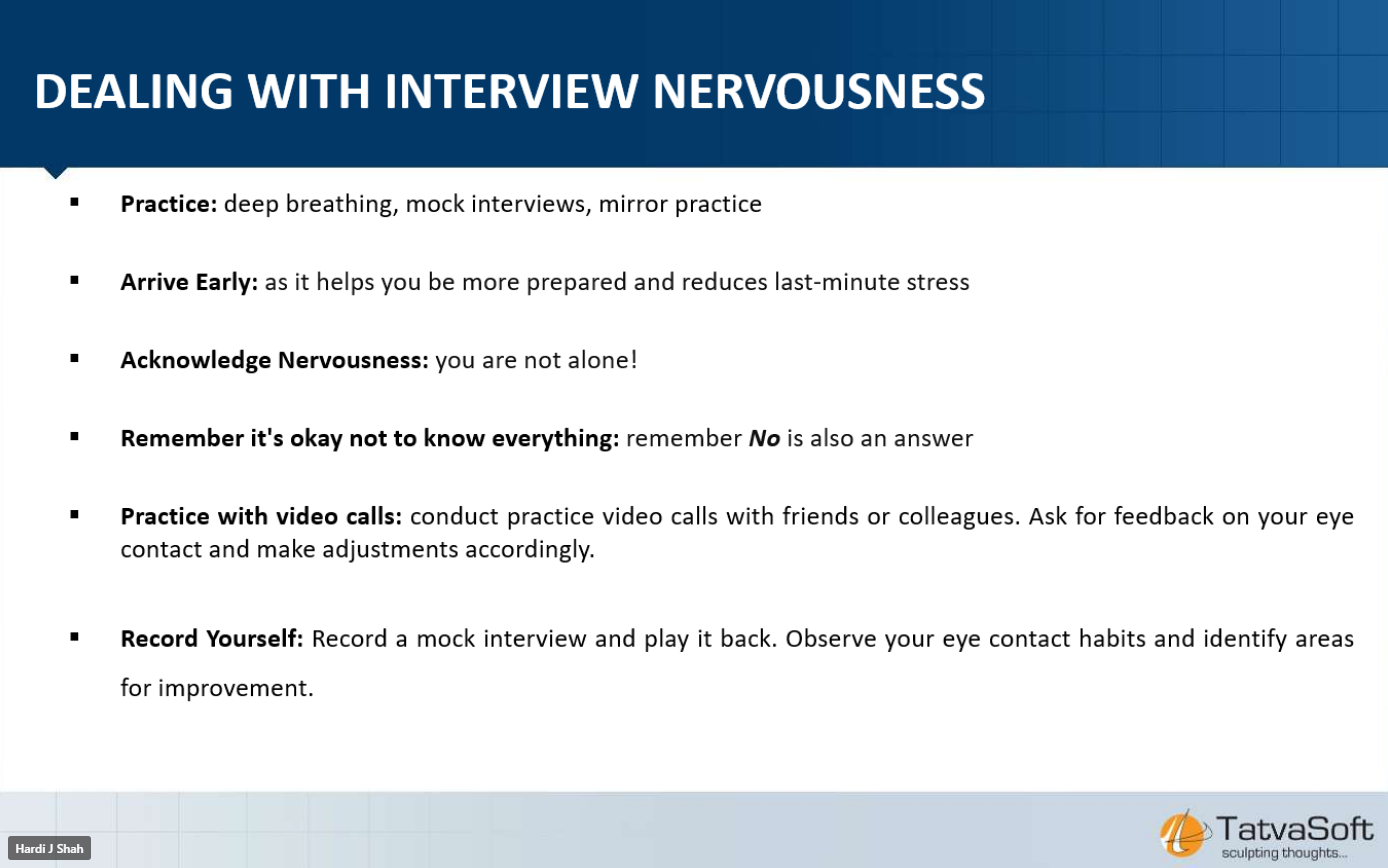 DEALING WITH INTERVIEW NERVOUSNESS
▪ Practice: deep breathing, mock interviews, mirror practice
▪ Arrive Early: as it helps you be more prepared and reduces last-minute stress
▪ Acknowledge Nervousness: you are not alone!
▪ Remember it's okay not to know everything: remember No is also an answer
▪ Practice with video calls: conduct practice video calls with friends or colleagues. Ask for feedback on your eye
contact and make adjustments accordingly.
▪ Record Yourself: Record a mock interview and play it back. Observe your eye contact habits and identify areas
for improvement.
Hardi J Shah
TatvaSoft
sculpting thoughts...